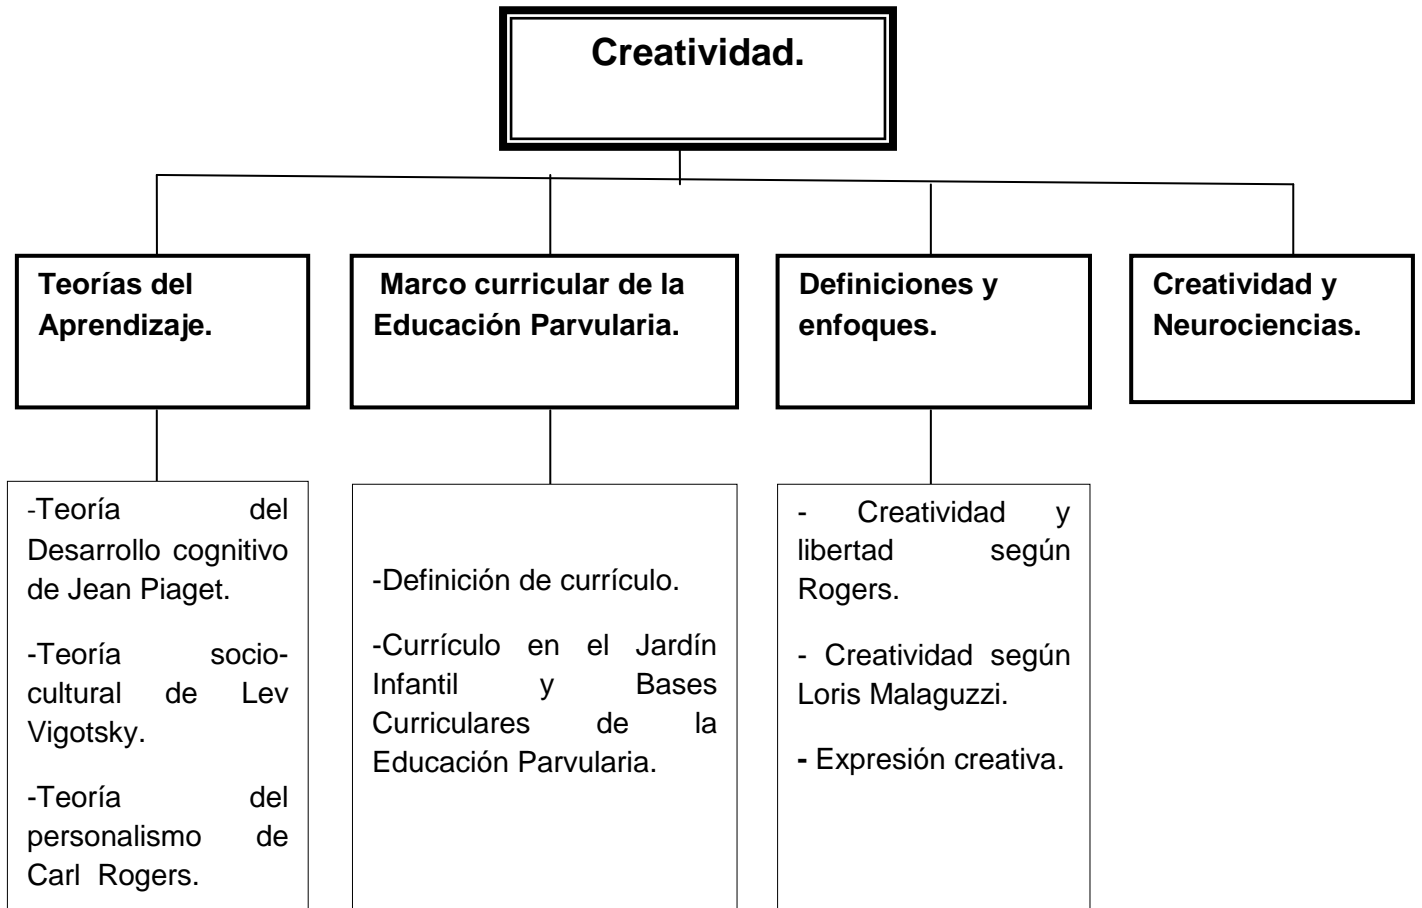 Creatividad.
Teorías del
Aprendizaje.
Marco curricular de la
Educación Parvularia.
Definiciones y
enfoques.
Creatividad y
Neurociencias.
-Teoría del
Desarrollo cognitivo
de Jean Piaget.
-Teoría socio-
cultural de Lev
Vigotsky.
-Teoría del
personalismo de
Carl Rogers.
-Definición de currículo.
-Currículo en el Jardín
Infantil y Bases
Curriculares de la
Educación Parvularia.
- Creatividad y
libertad según
Rogers.
- Creatividad según
Loris Malaguzzi.
- Expresión creativa.